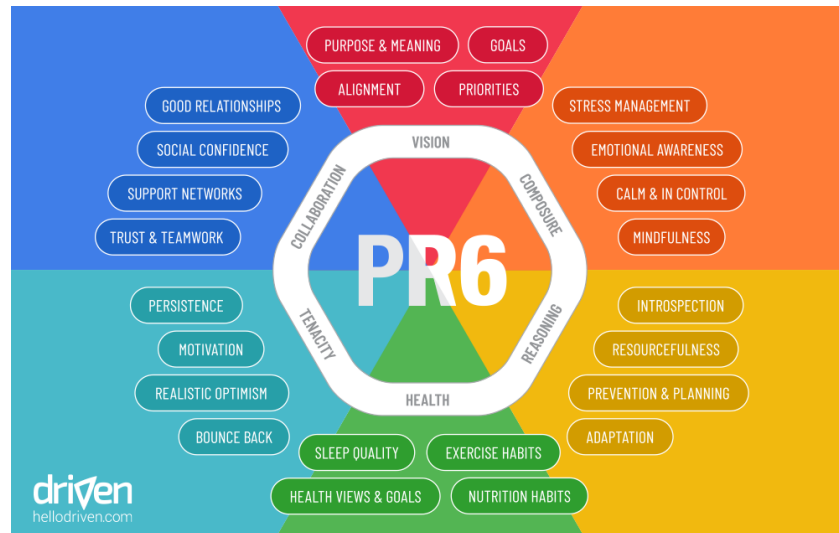 PURPOSE & MEANING
GOALS
ALIGNMENT
PRIORITIES
GOOD RELATIONSHIPS
SOCIAL CONFIDENCE
SUPPORT NETWORKS
TRUST & TEAMWORK
STRESS MANAGEMENT
EMOTIONAL AWARENESS
CALM & IN CONTROL
MINDFULNESS
VISION
COLLABORATION
COMPOSURE
PR6
TENACITY
REASONING
HEALTH
PERSISTENCE
MOTIVATION
REALISTIC OPTIMISM
BOUNCE BACK
INTROSPECTION
RESOURCEFULNESS
PREVENTION & PLANNING
ADAPTATION
SLEEP QUALITY
EXERCISE HABITS
HEALTH VIEWS & GOALS
NUTRITION HABITS
driven
hellodriven.com